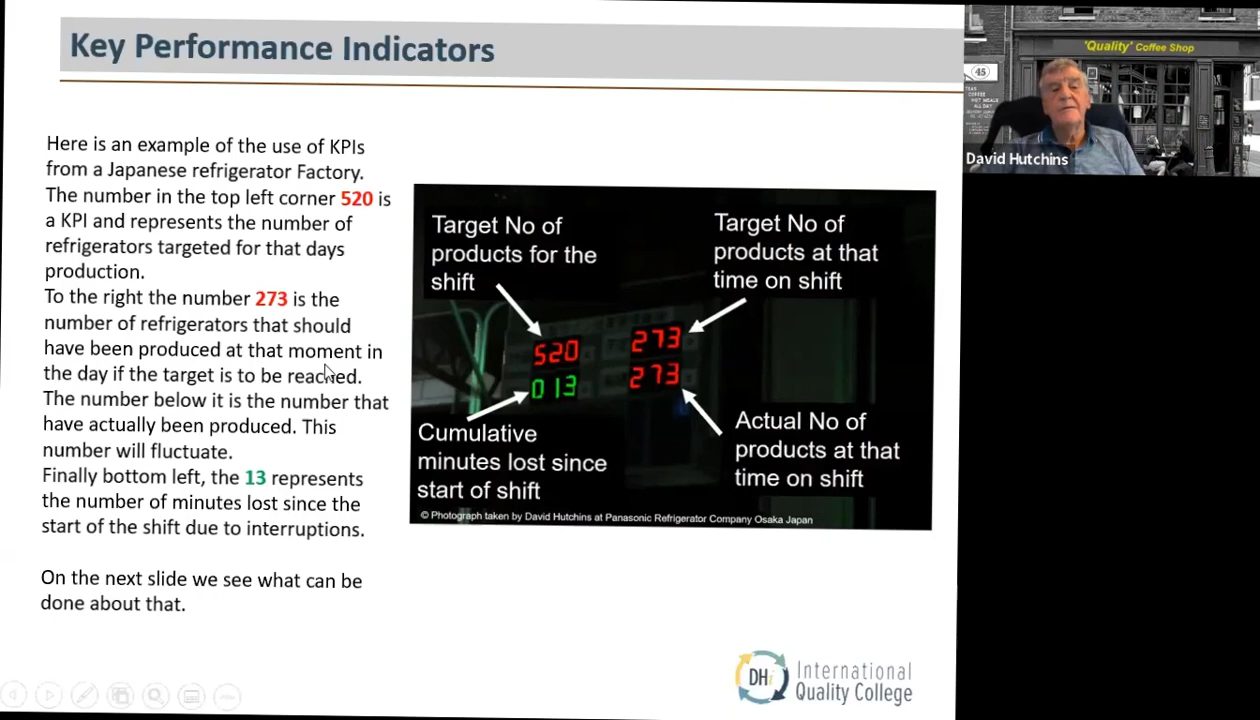 Key Performance Indicators
Here is an example of the use of KPIs
from a Japanese refrigerator Factory.
The number in the top left corner 520 is
a KPI and represents the number of
refrigerators targeted for that days
production.
To the right the number 273 is the
number of refrigerators that should
have been produced at that moment in
the day if the target is to be reached.
The number below it is the number that
have actually been produced. This
number will fluctuate.
Finally bottom left, the 13 represents
the number of minutes lost since the
start of the shift due to interruptions.
On the next slide we see what can be
done about that.
Target No of
products for the
shift
Target No of
products at that
time on shift
520
273
013
273
Cumulative
minutes lost since
start of shift
Actual No of
products at that
time on shift
© Photograph taken by David Hutchins at Panasonic Refrigerator Company Osaka Japan
DHi
International
Quality College
'Quality' Coffee Shop
45
David Hutchins